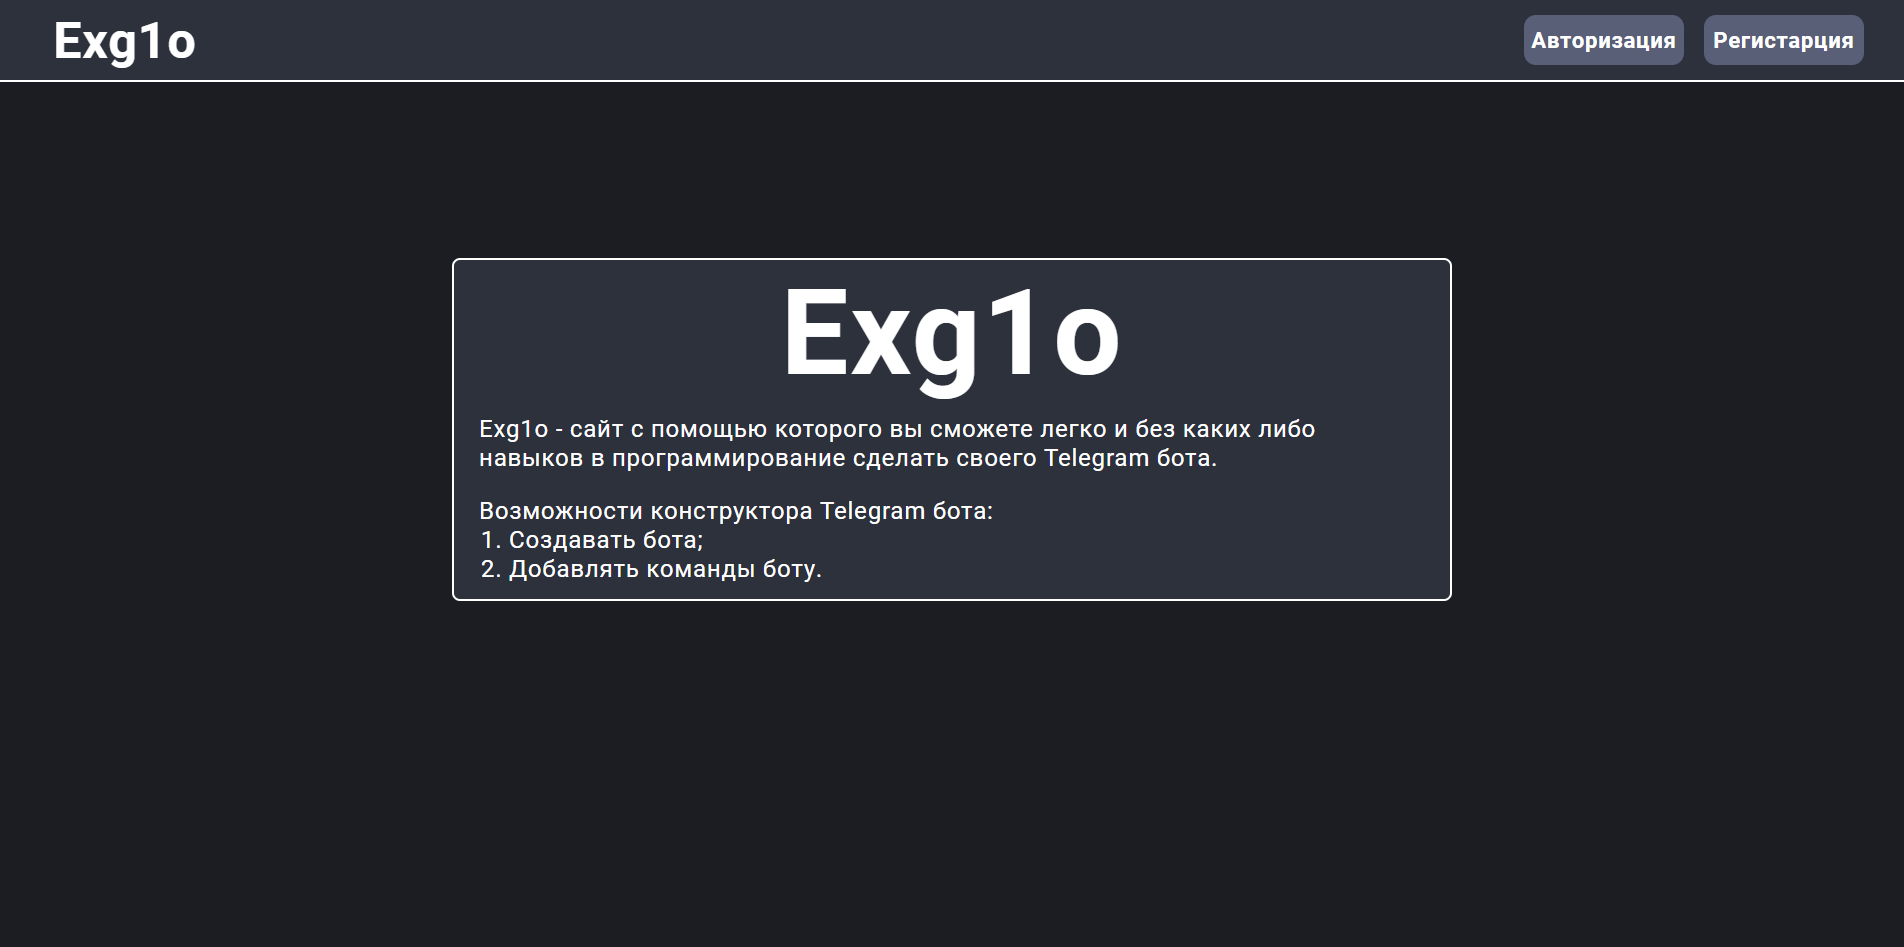 Exg1o
Авторизация
Регистарция
Exg1o
Exg1o - сайт с помощью которого вы сможете легко и без каких либо
навыков в программирование сделать своего Telegram бота.
Возможности конструктора Telegram бота:
1. Создавать бота;
2. Добавлять команды боту.